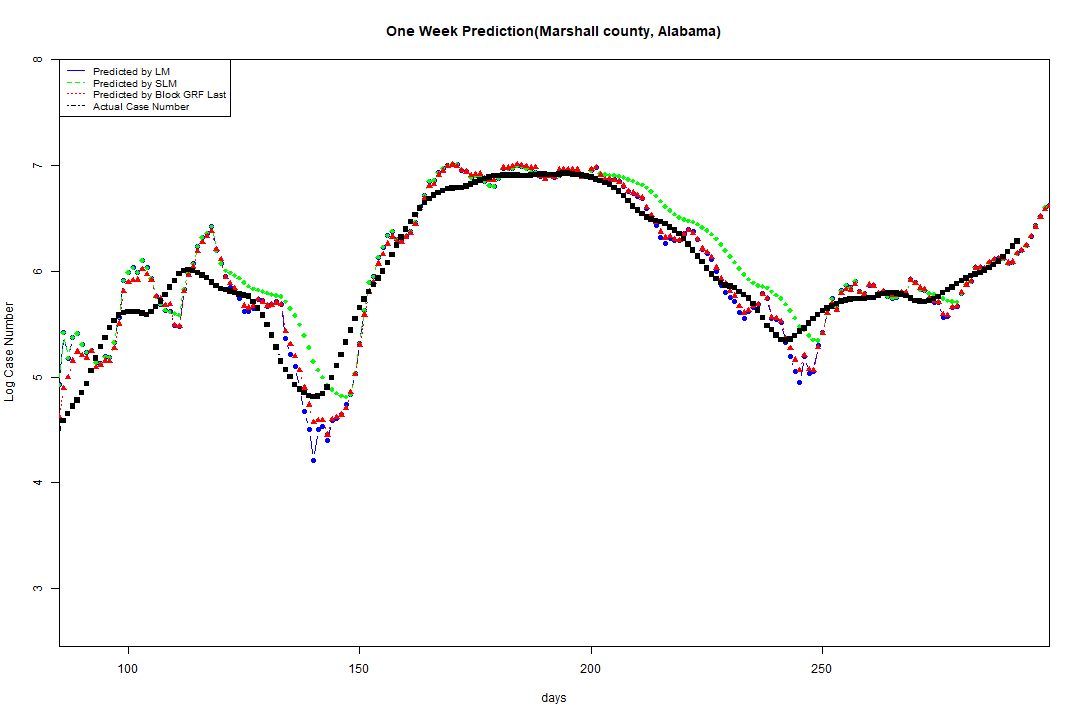 One Week Prediction(Marshall county, Alabama)
Predicted by LM
Predicted by SLM
Predicted by Block GRF Last
Actual Case Number
8
7
6
5
4
3
Log Case Number
100
150
200
250
days